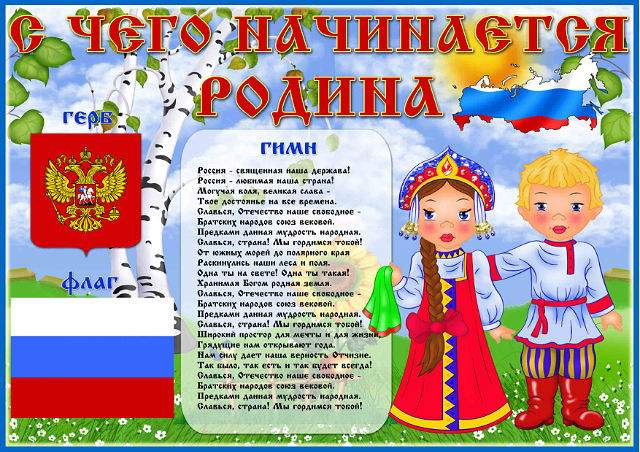 С ЧЕГО НАЧИНАЕТСЯ
РОДИНА
ГЕРБ
ФЛАГ
ГИМН
Россия - священная наша держава!
Россия - любимая наша страна!
Могучая воля, великая слава -
Твое достоянье на все времена.
Славься, Отечество наше свободное -
Братских народов союз вековой.
Предками данная мудрость народная.
Славься, страна! Мы гордимся тобой!
От южных морей до полярного края
Раскинулись наши леса и поля.
Одна ты на свете! Одна ты такая!
Хранимая Богом родная земля.
Славься, Отечество наше свободное -
Братских народов союз вековой.
Предками данная мудрость народная.
Славься, страна! Мы гордимся тобой!
Широкий простор для мечты и для жизни,
Грядущие нам открывают года.
Нам силу дает наша верность Отчизне.
Так было, так есть и так будет всегда!
Славься, Отечество наше свободное -
Братских народов союз вековой.
Предками данная мудрость народная.
Славься, страна! Мы гордимся тобой!